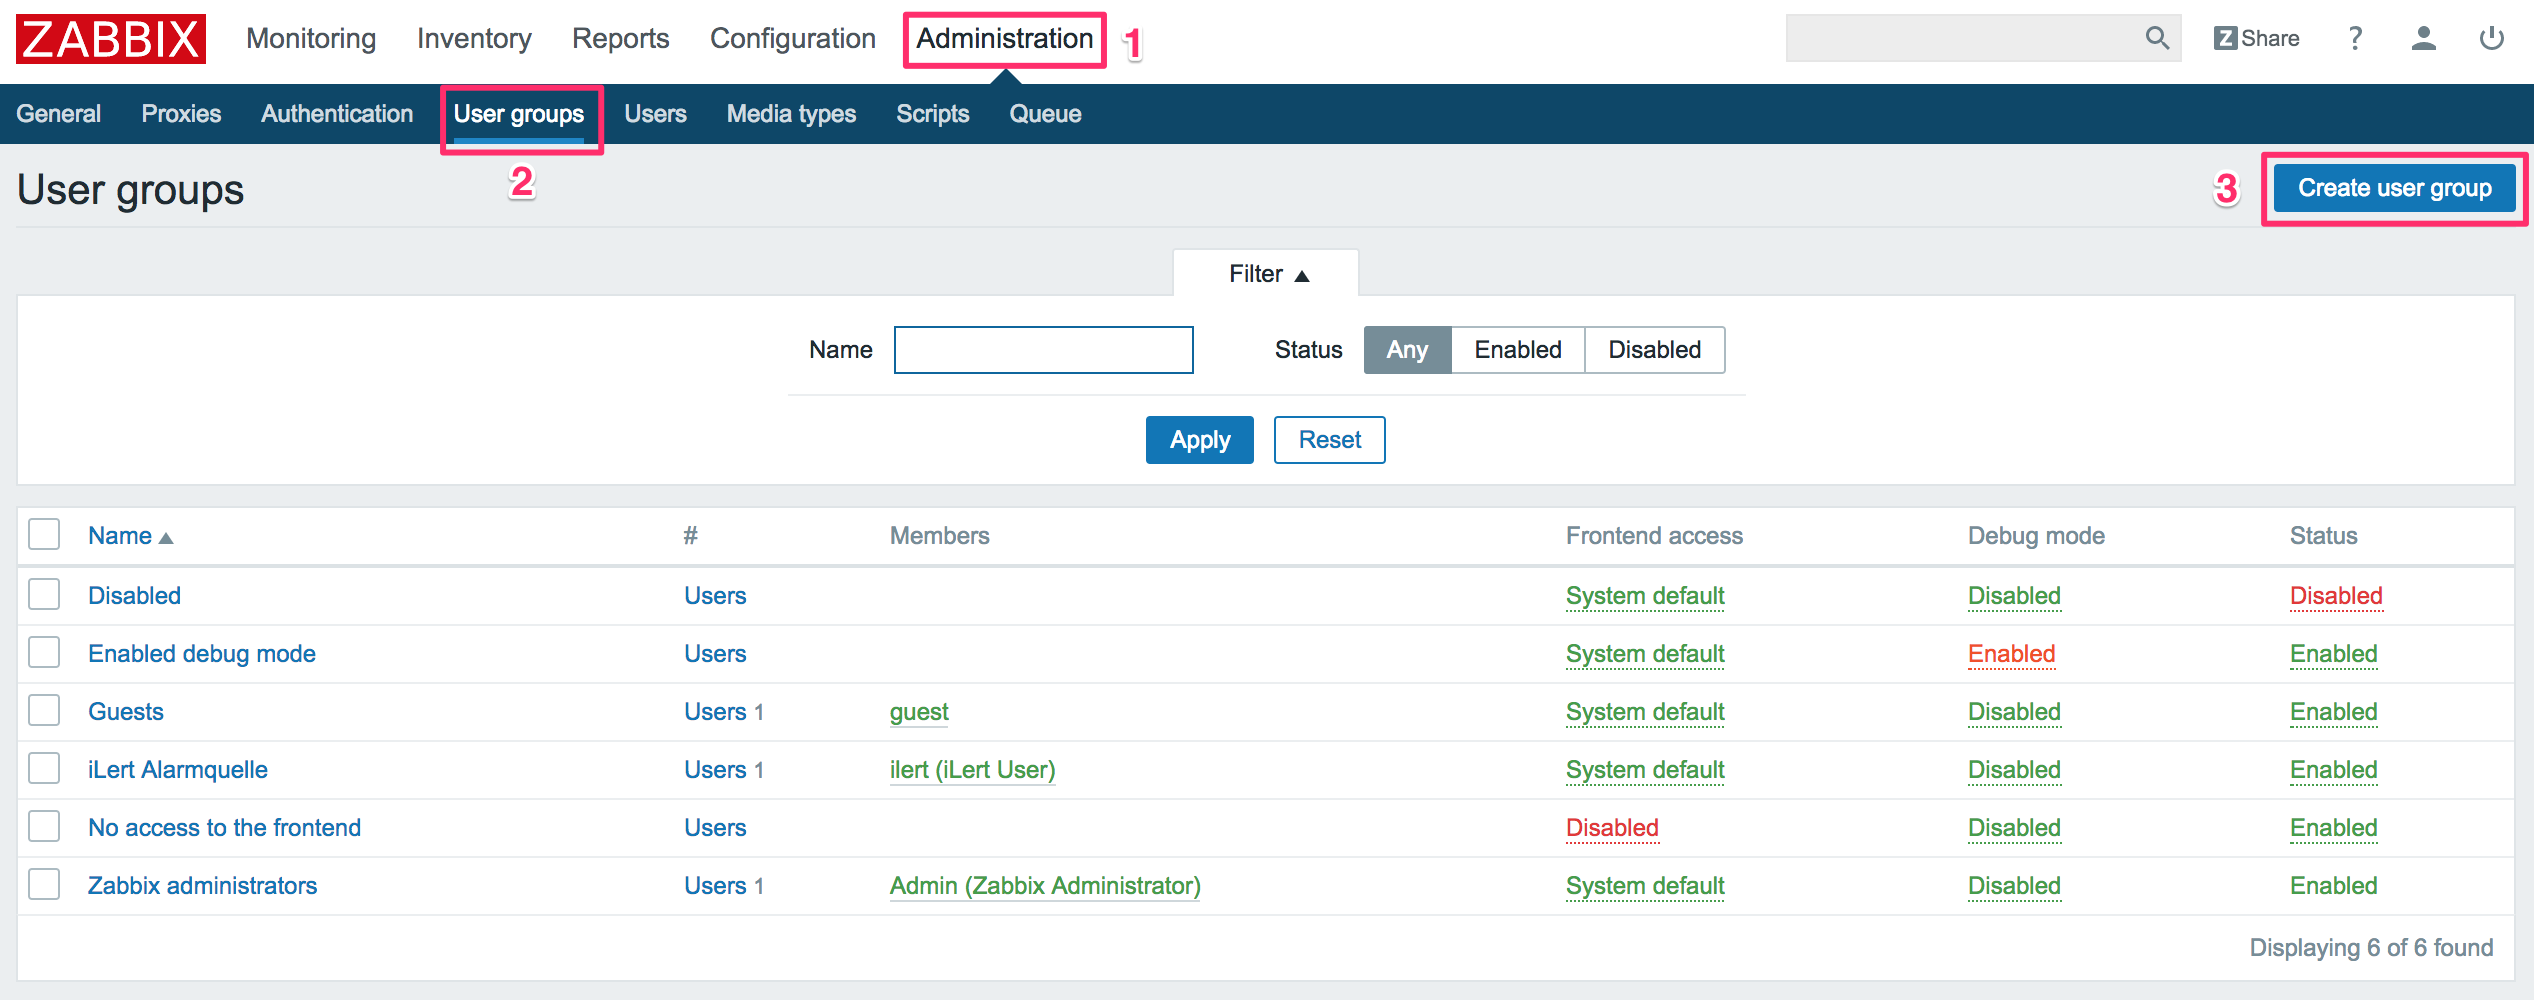 ZABBIX Monitoring Inventory Reports Configuration Administration 1 Z Share ?
General Proxies Authentication User groups Users Media types Scripts Queue
User groups 2 3 Create user group
Filter ▲
Name Status Any Enabled Disabled
Apply Reset
Name ▲ # Members Frontend access Debug mode Status
Disabled Users System default Disabled Disabled
Enabled debug mode Users System default Enabled Enabled
Guests Users 1 guest System default Disabled Enabled
iLert Alarmquelle Users 1 ilert (iLert User) System default Disabled Enabled
No access to the frontend Users Disabled Disabled Enabled
Zabbix administrators Users 1 Admin (Zabbix Administrator) System default Disabled Enabled
Displaying 6 of 6 found